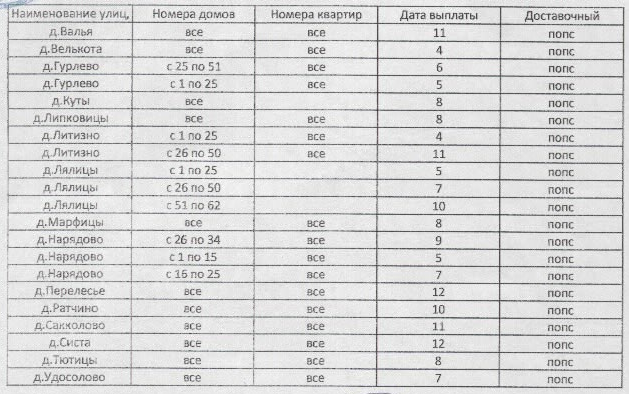 Наименование улиц, Номера домов Номера квартир Дата выплаты Доставочный
д.Валья все все 11 попс
д.Велькота все все 4 попс
д.Гурлево с 25 по 51 все 6 попс
д.Гурлево с 1 по 25 все 5 попс
д.Куты все 8 попс
д.Липковицы все все 8 попс
д.Литизно с 1 по 25 все 4 попс
д.Литизно с 26 по 50 все 11 попс
д.Лялицы с 1 по 25 5 попс
д.Лялицы с 26 по 50 7 попс
д.Лялицы с 51 по 62 10 попс
д.Марфицы все все 8 попс
д.Нарядово с 26 по 34 все 9 попс
д.Нарядово с 1 по 15 все 5 попс
д.Нарядово с 16 по 25 все 7 попс
д.Перелесье все все 12 попс
д.Ратчино все все 10 попс
д.Сакколово все все 11 попс
д.Систа все все 12 попс
д.Тютицы все все 8 попс
д.Удосолово все все 7 попс